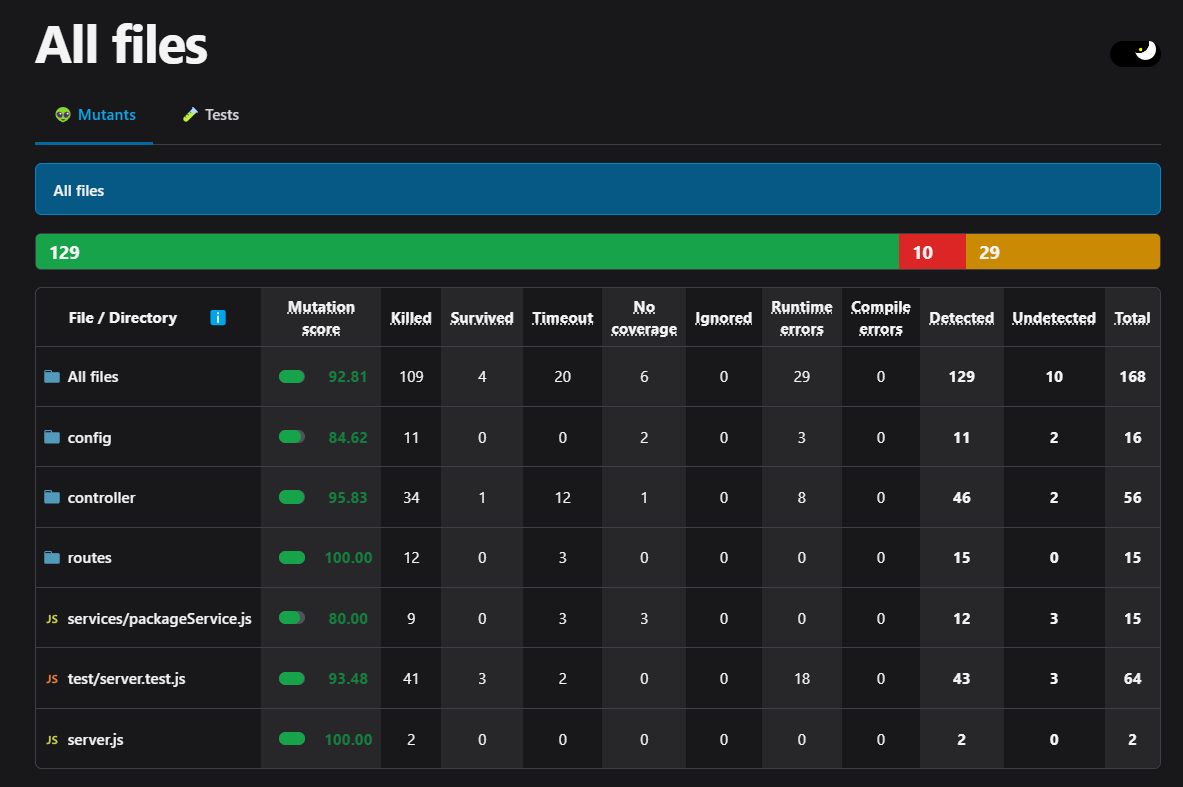 All files
Mutants Tests
All files
129 10 29
File / Directory i Mutation score Killed Survived Timeout No coverage Ignored Runtime errors Compile errors Detected Undetected Total
All files 92.81 109 4 20 6 0 29 0 129 10 168
config 84.62 11 0 0 2 0 3 0 11 2 16
controller 95.83 34 1 12 1 0 8 0 46 2 56
routes 100.00 12 0 3 0 0 0 0 15 0 15
JS services/packageService.js 80.00 9 0 3 3 0 0 0 12 3 15
JS test/server.test.js 93.48 41 3 2 0 0 18 0 43 3 64
JS server.js 100.00 2 0 0 0 0 0 0 2 0 2